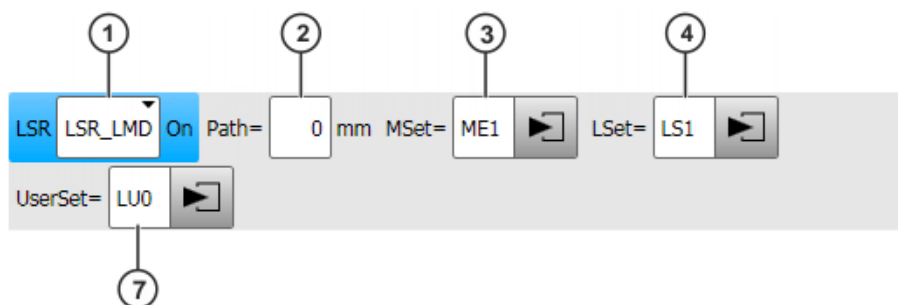 1 2 3 4
LSR LSR_LMD On Path= 0 mm MSet= ME1 LSet= LS1
UserSet= LU0
7